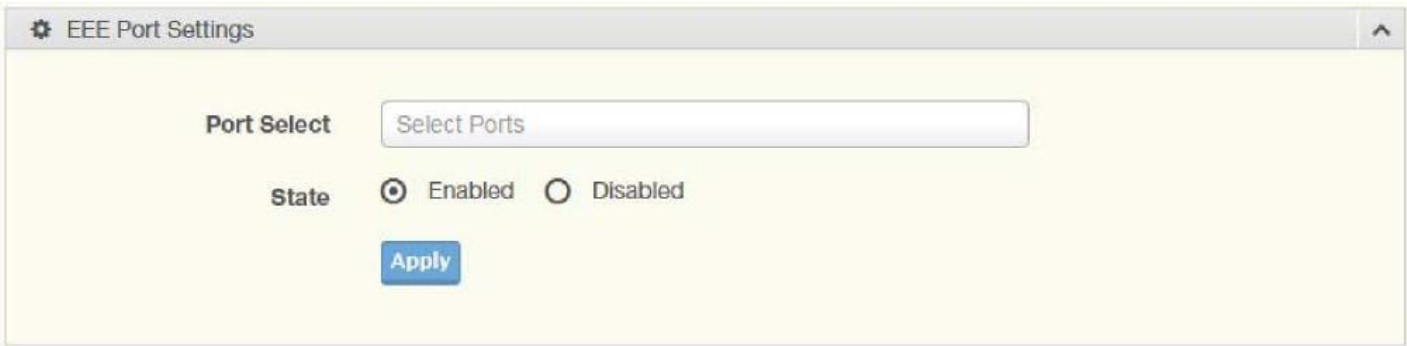 EEE Port Settings
Port Select Select Ports
State Enabled Disabled
Apply